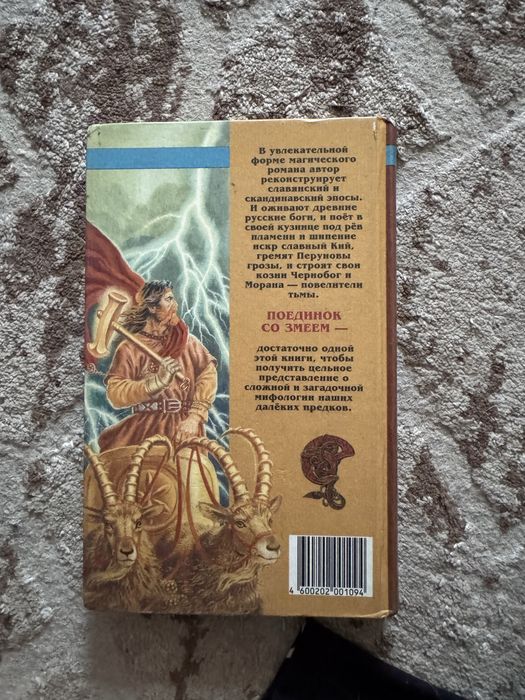 В увлекательной
форме магического
романа автор
реконструирует
славянский и
скандинавский эпосы.
И оживают древние
русские боги, и поёт в
своей кузнице под рёв
пламени и шипение
искр славный Кий,
гремят Перуновы
грозы, и строят свои
козни Чернобог и
Морана — повелители
тьмы.
ПОЕДИНОК
СО ЗМЕЕМ —
достаточно одной
этой книги, чтобы
получить цельное
представление о
сложной и загадочной
мифологии наших
далёких предков.
4 600202 001094